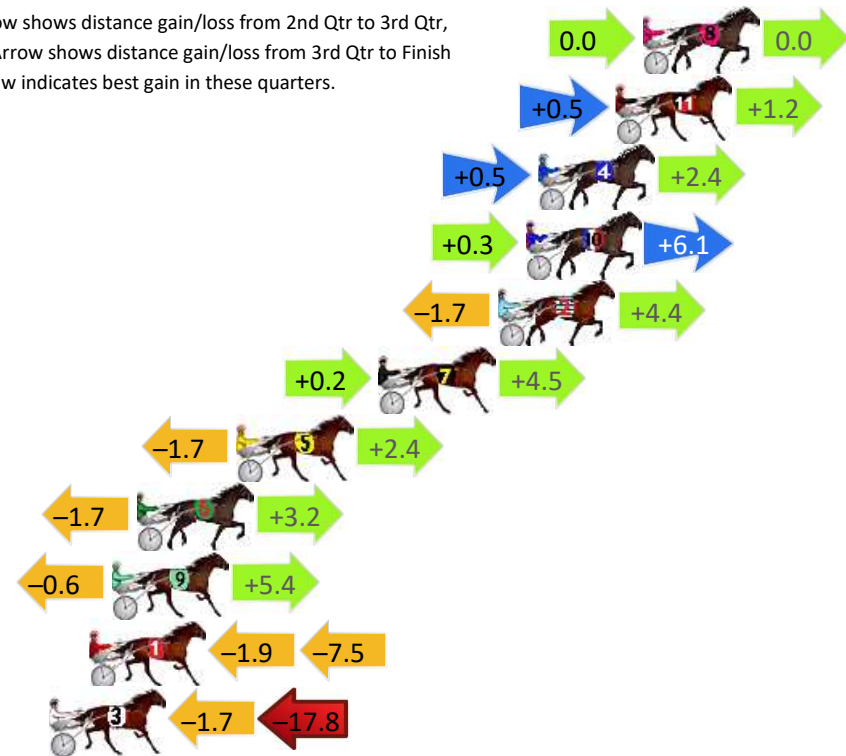 ow shows distance gain/loss from 2nd Qtr to 3rd Qtr,
Arrow shows distance gain/loss from 3rd Qtr to Finish
w indicates best gain in these quarters.
0.0 8 0.0
+0.5 11 +1.2
+0.5 4 +2.4
+0.3 10 +6.1
–1.7 2 +4.4
+0.2 7 +4.5
–1.7 5 +2.4
–1.7 6 +3.2
–0.6 9 +5.4
1 –1.9 –7.5
3 –1.7 –17.8